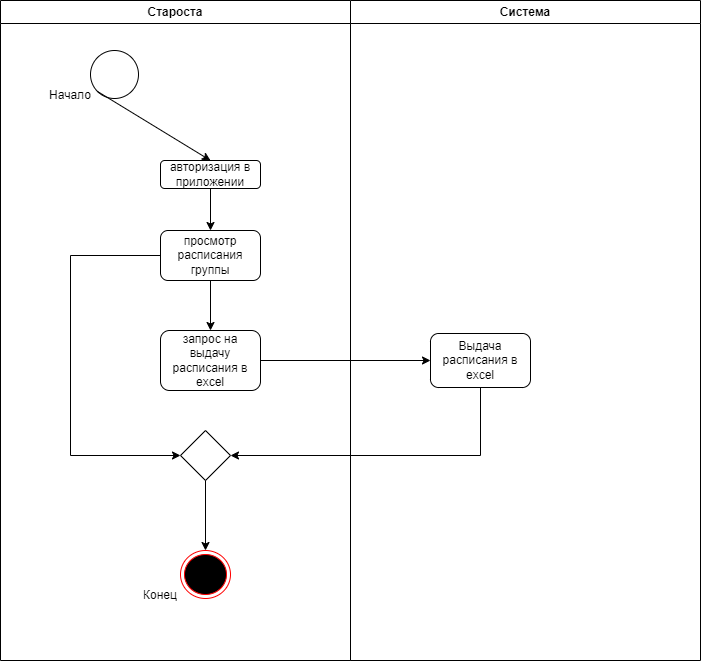 Староста
Система
Начало
авторизация в
приложении
просмотр
расписания
группы
запрос на
выдачу
расписания в
excel
Выдача
расписания в
excel
Конец